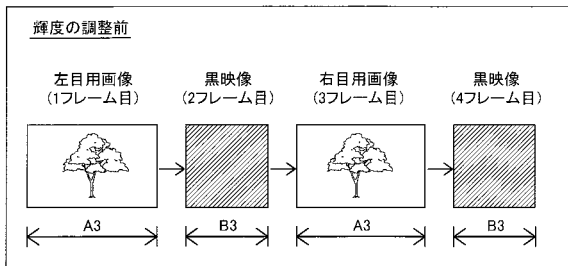 輝度の調整前
左目用画像
(1フレーム目)
黒映像
(2フレーム目)
右目用画像
(3フレーム目)
黒映像
(4フレーム目)
A3
B3
A3
B3